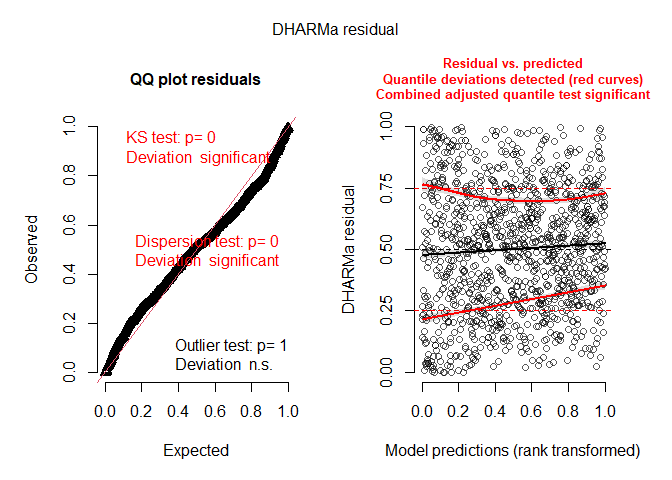 DHARMa residual
QQ plot residuals
KS test: p= 0
Deviation significant
Dispersion test: p= 0
Deviation significant
Outlier test: p= 1
Deviation n.s.
Observed
0.0 0.2 0.4 0.6 0.8 1.0
0.0 0.2 0.4 0.6 0.8 1.0
Expected
Residual vs. predicted
Quantile deviations detected (red curves)
Combined adjusted quantile test significant
DHARMa residual
0.00 0.25 0.50 0.75 1.00
0.0 0.2 0.4 0.6 0.8 1.0
Model predictions (rank transformed)